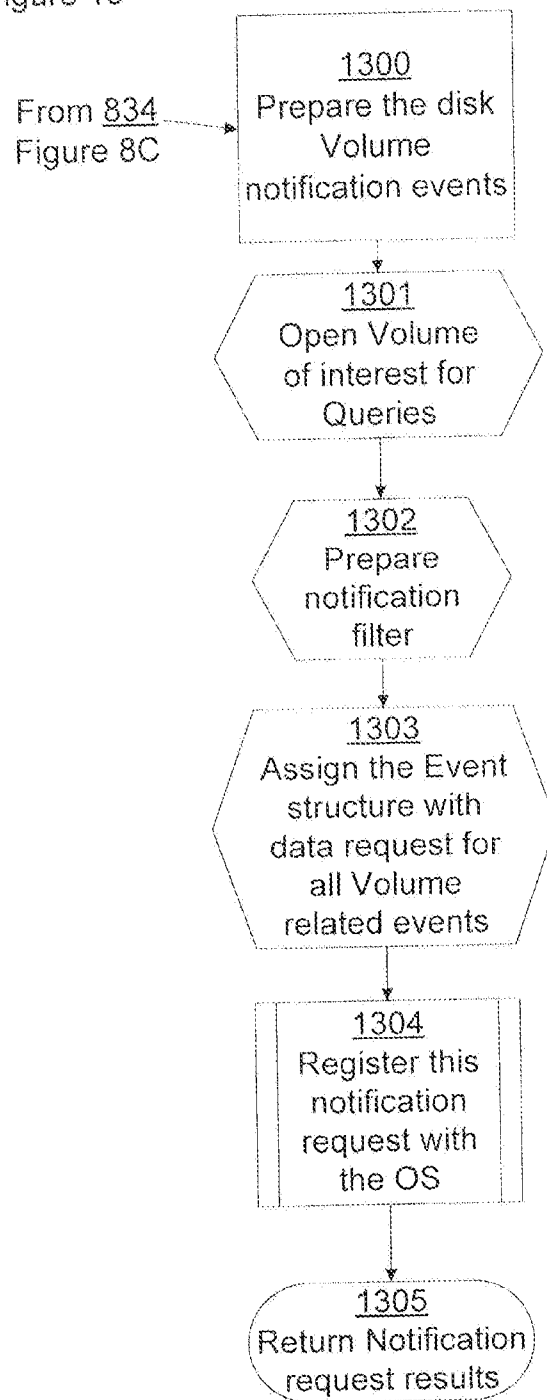 From 834
Figure 8C
1300
Prepare the disk
Volume
notification events
1301
Open Volume
of interest for
Queries
1302
Prepare
notification
filter
1303
Assign the Event
structure with
data request for
all Volume
related events
1304
Register this
notification
request with
the OS
1305
Return Notification
request results